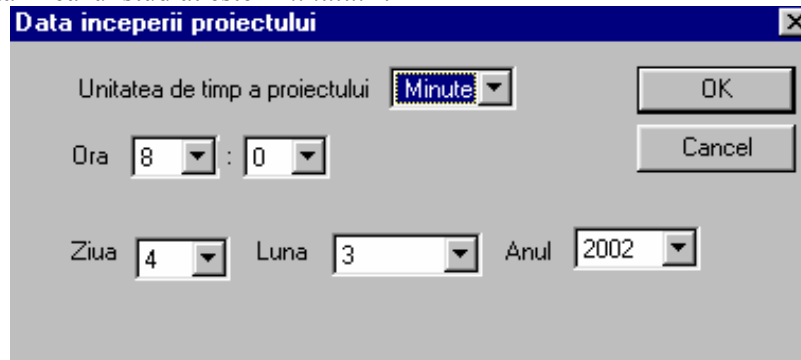 Data inceperii proiectului
Unitatea de timp a proiectului Minute OK
Ora 8 : 0 Cancel
Ziua 4 Luna 3 Anul 2002